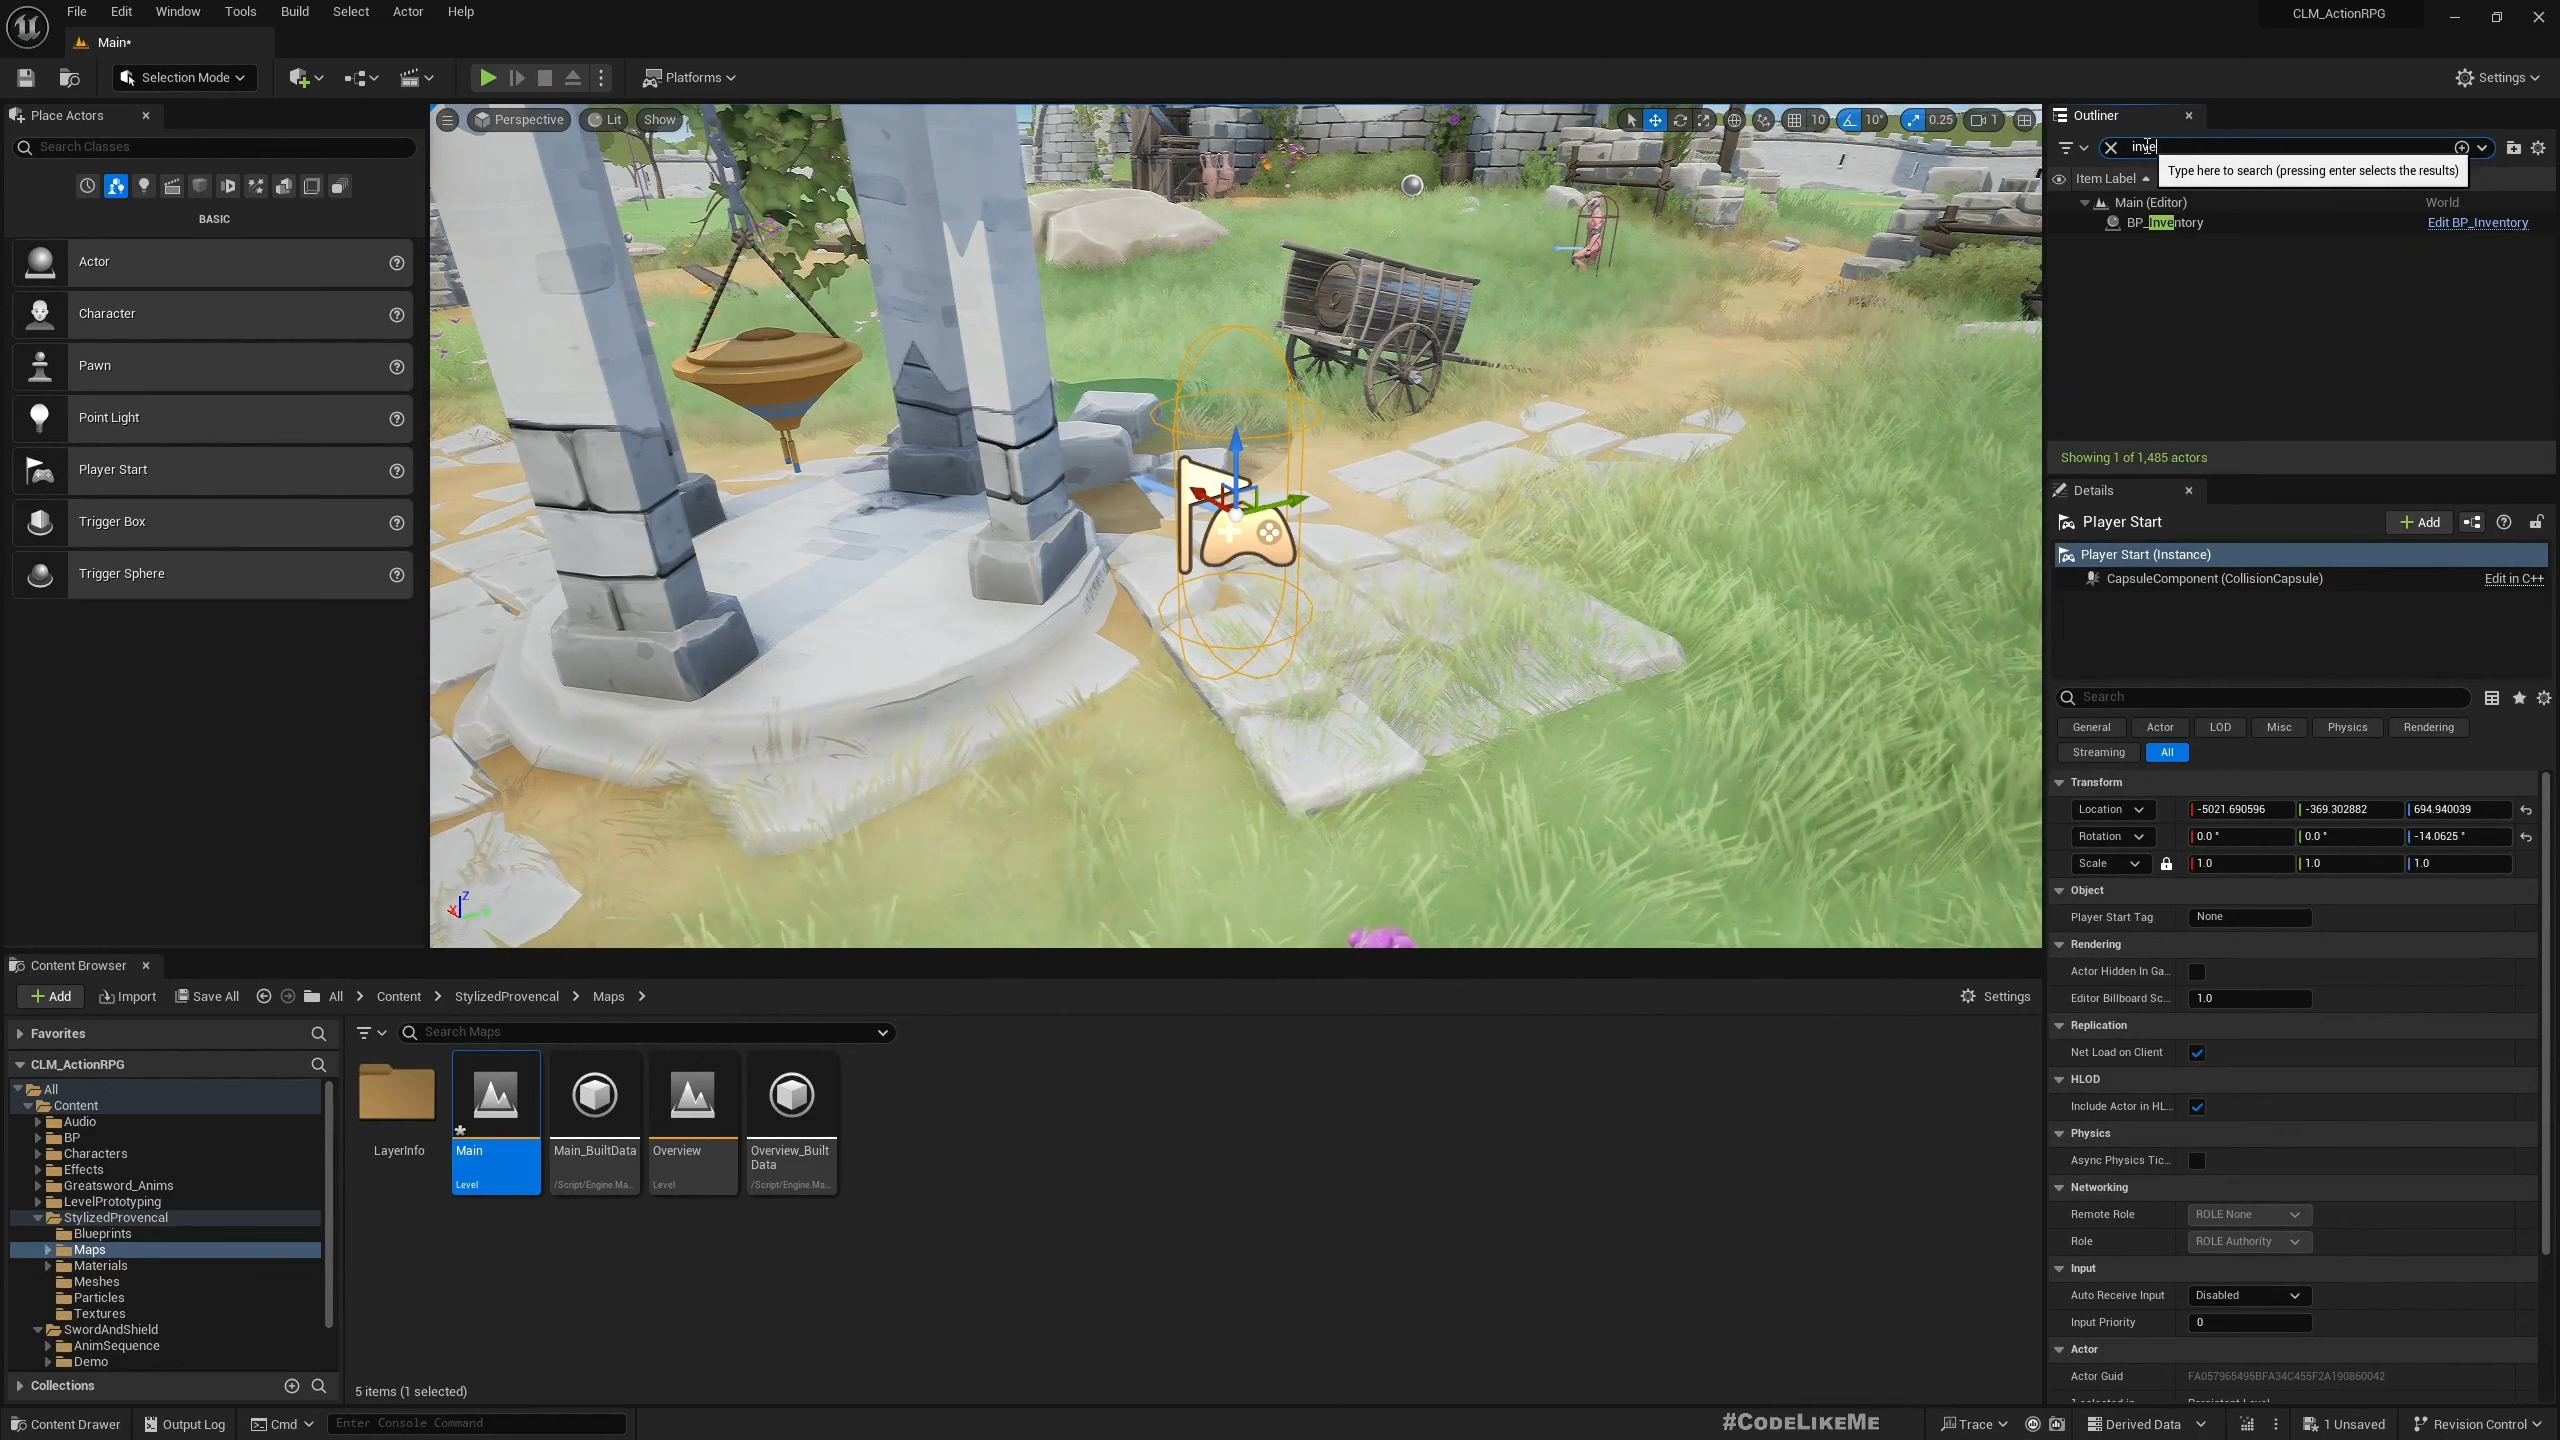 File Edit Window Tools Build Select Actor Help
CLM_ActionRPG
Main*
Selection Mode
Platforms
Settings
Place Actors
Search Classes
BASIC
Actor
Character
Pawn
Point Light
Player Start
Trigger Box
Trigger Sphere
Perspective
Lit
Show
10
10°
0.25
1
Z
X
Outliner
inve
Type here to search (pressing enter selects the results)
Item Label
Main (Editor) World
BP_Inventory Edit BP_Inventory
Showing 1 of 1,485 actors
Details
Player Start
Add
Player Start (Instance)
CapsuleComponent (CollisionCapsule) Edit in C++
Search
General Actor LOD Misc Physics Rendering
Streaming All
Transform
Location -5021.690596 -369.302882 694.940039
Rotation 0.0 ° 0.0 ° -14.0625 °
Scale 1.0 1.0 1.0
Object
Player Start Tag None
Rendering
Actor Hidden In Ga...
Editor Billboard Sc... 1.0
Replication
Net Load on Client
HLOD
Include Actor in HL...
Physics
Async Physics Tic...
Networking
Remote Role ROLE None
Role ROLE Authority
Input
Auto Receive Input Disabled
Input Priority 0
Actor
Actor Guid FA057965495BFA34C455F2A190860042
Content Browser
Add Import Save All All Content StylizedProvencal Maps Settings
Favorites
CLM_ActionRPG
All
Content
Audio
BP
Characters
Effects
Greatsword_Anims
LevelPrototyping
StylizedProvencal
Blueprints
Maps
Materials
Meshes
Particles
Textures
SwordAndShield
AnimSequence
Demo
Collections
Search Maps
LayerInfo
Main
Level
Main_BuiltData
/Script/Engine.Ma...
Overview
Level
Overview_Built
Data
/Script/Engine.Ma...
5 items (1 selected)
Content Drawer Output Log Cmd Enter Console Command
#CODELIKEME
Trace Derived Data 1 Unsaved Revision Control